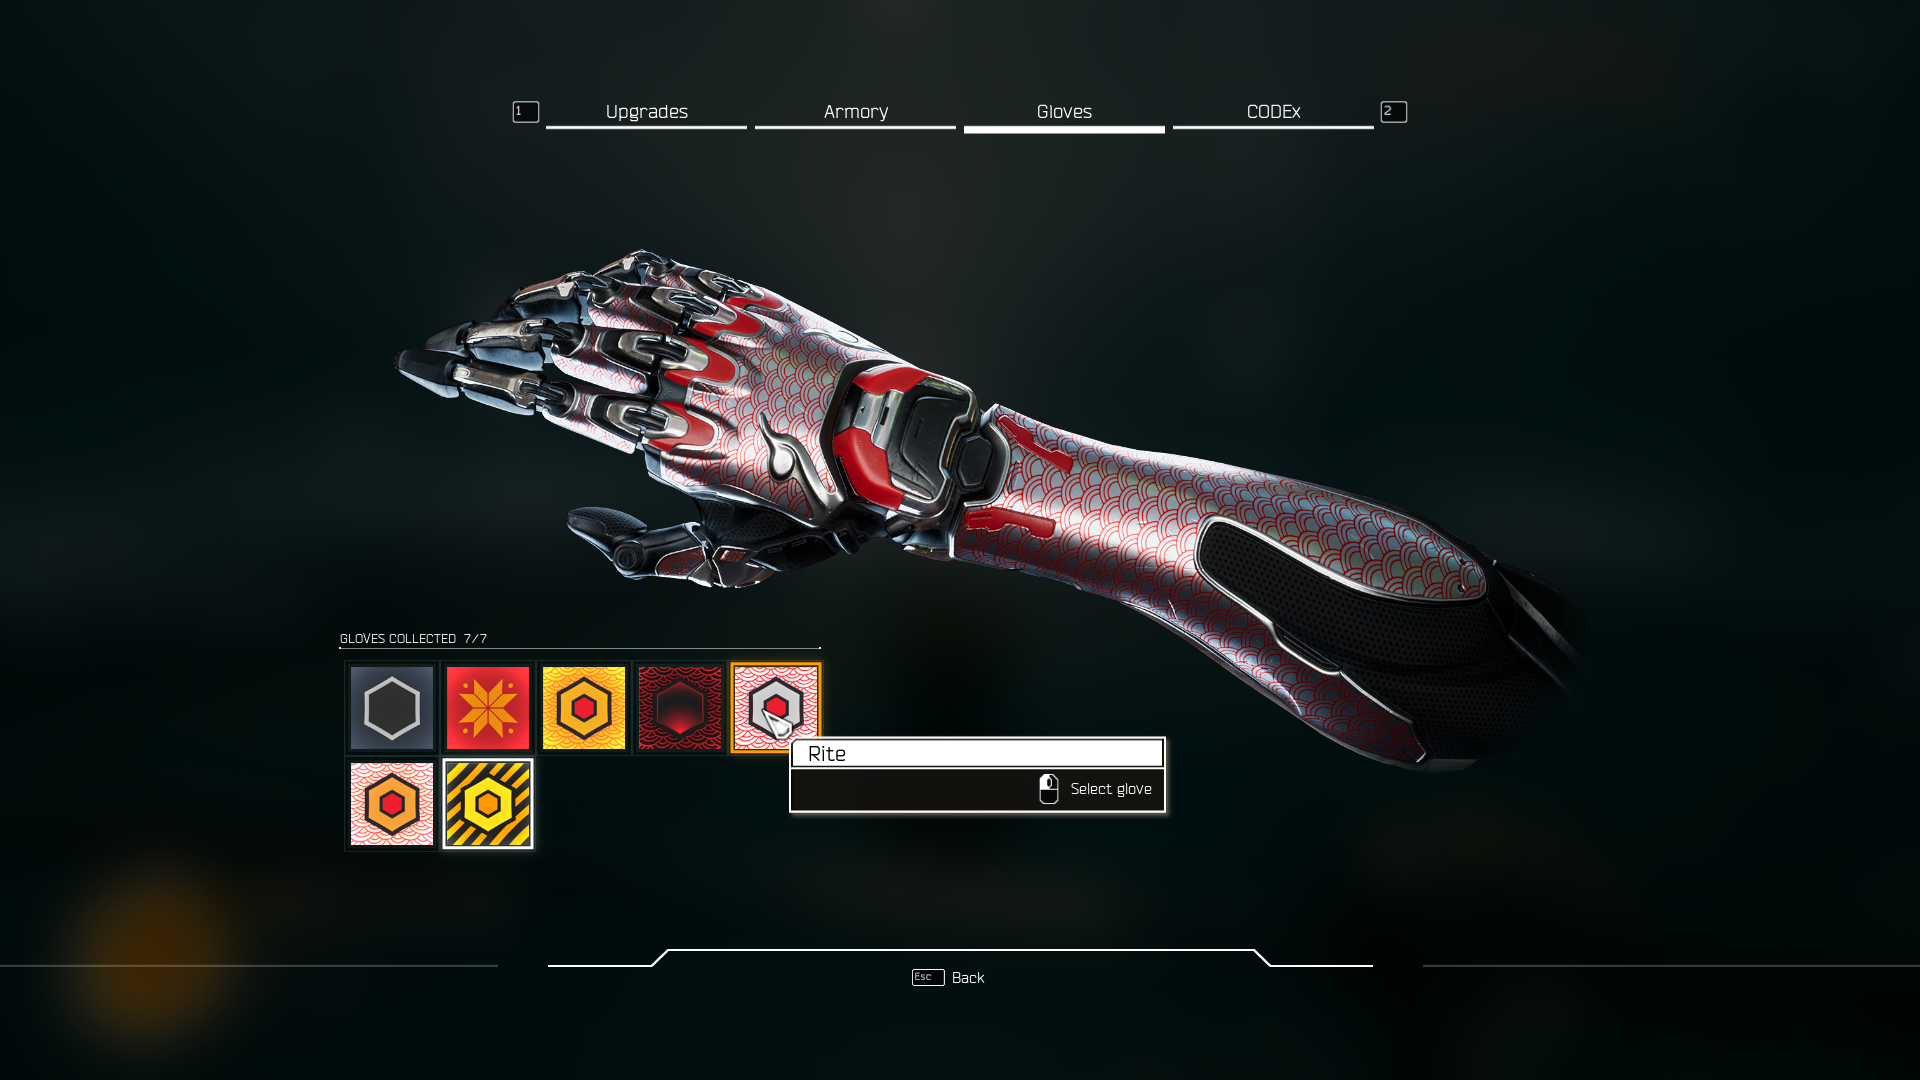 1 Upgrades Armory Gloves CODEx 2
GLOVES COLLECTED 7/7
Rite
Select glove
Esc Back